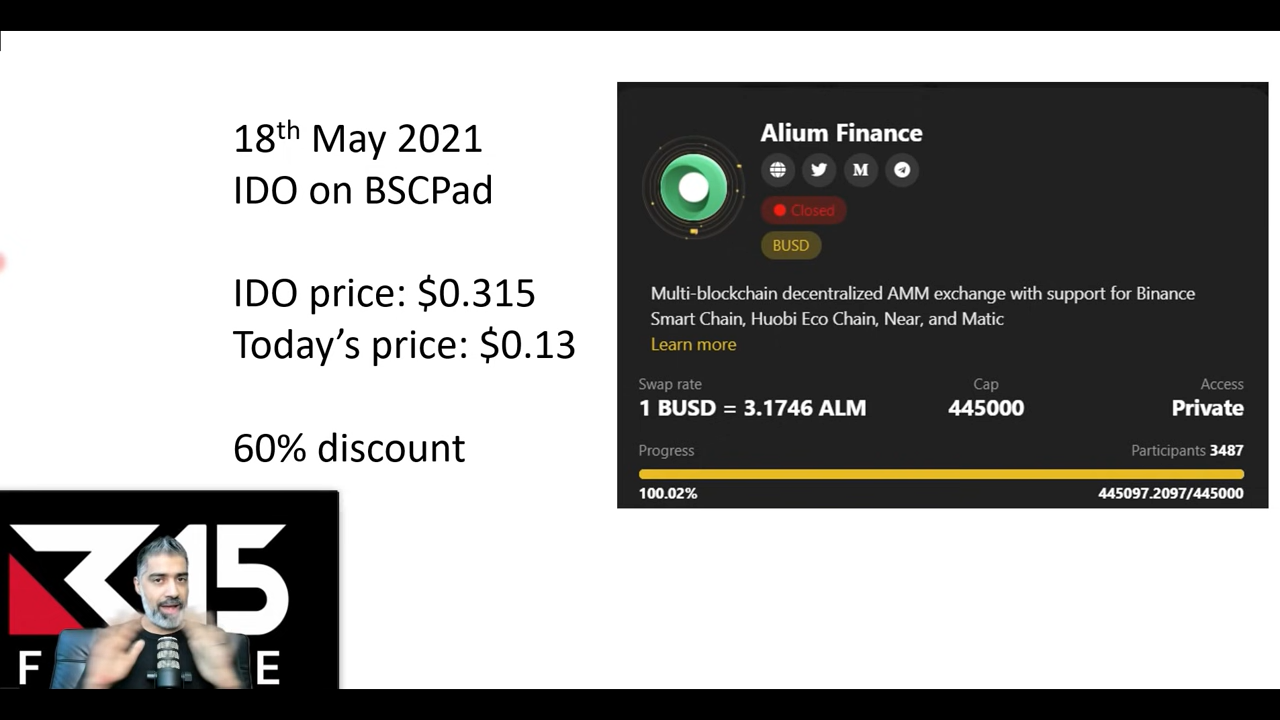 18th May 2021
IDO on BSCPad
IDO price: $0.315
Today’s price: $0.13
60% discount
Alium Finance
M
Closed
BUSD
Multi-blockchain decentralized AMM exchange with support for Binance
Smart Chain, Huobi Eco Chain, Near, and Matic
Learn more
Swap rate Cap Access
1 BUSD = 3.1746 ALM 445000 Private
Progress Participants 3487
100.02% 445097.2097/445000
15
F E